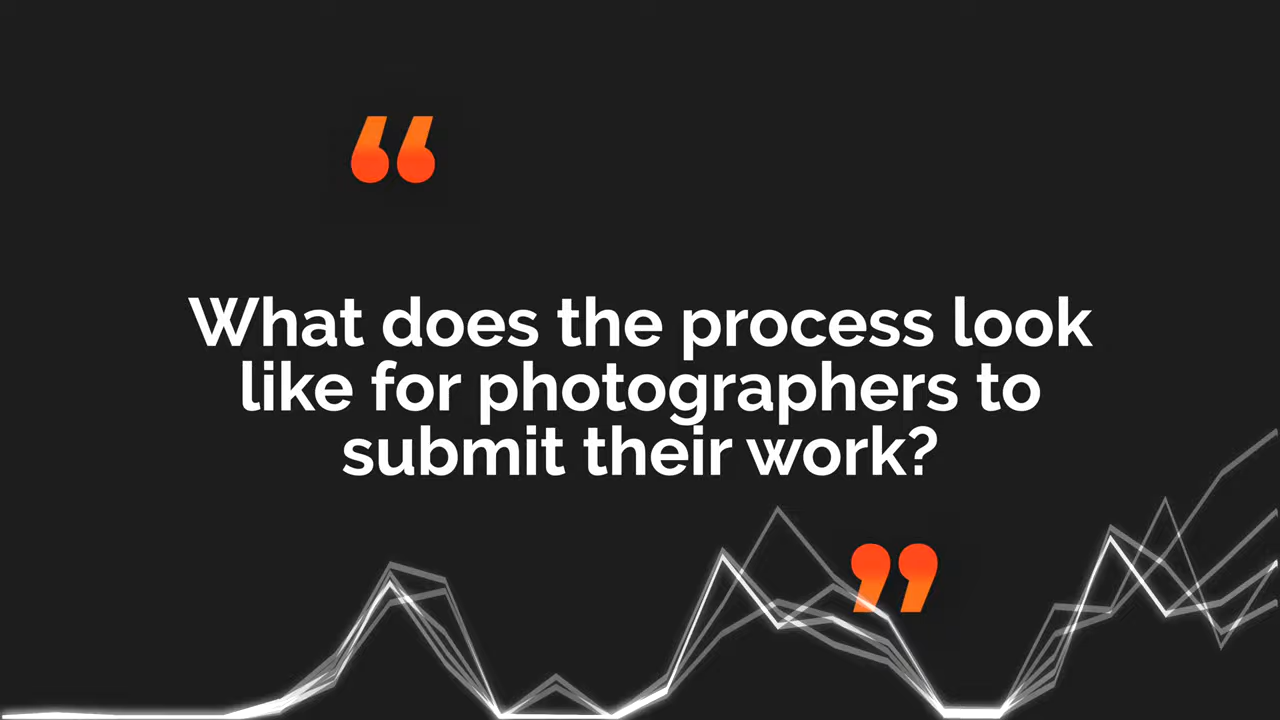 “
What does the process look
like for photographers to
submit their work?
”